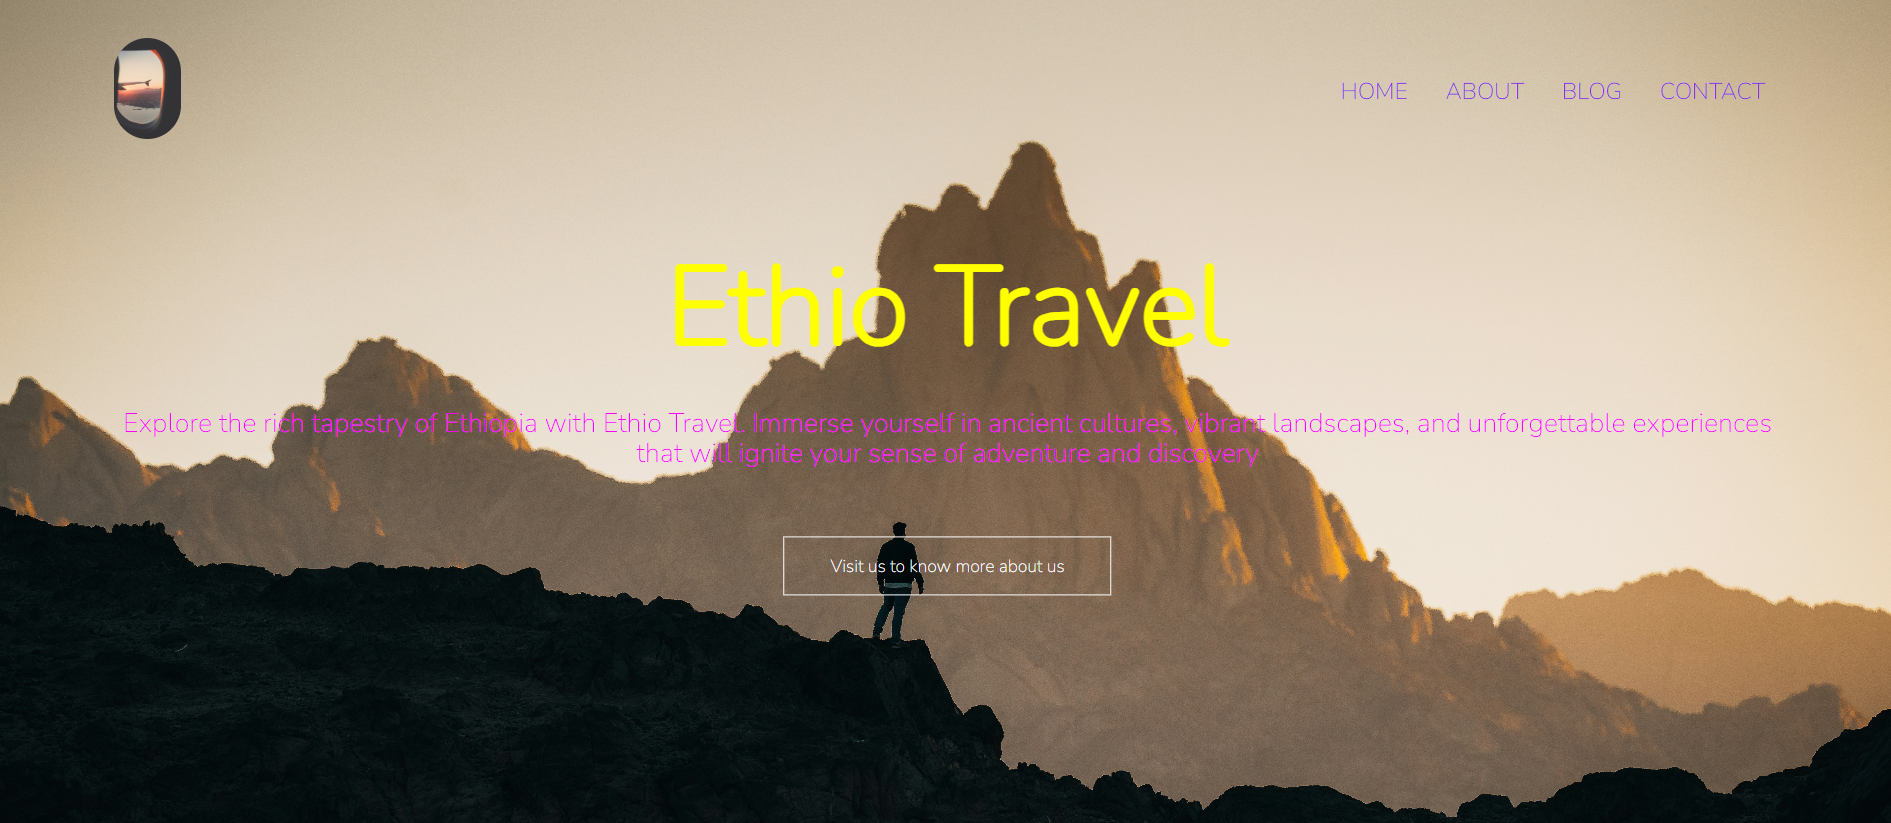 HOME ABOUT BLOG CONTACT
Ethio Travel
Explore the rich tapestry of Ethiopia with Ethio Travel. Immerse yourself in ancient cultures, vibrant landscapes, and unforgettable experiences
that will ignite your sense of adventure and discovery
Visit us to know more about us